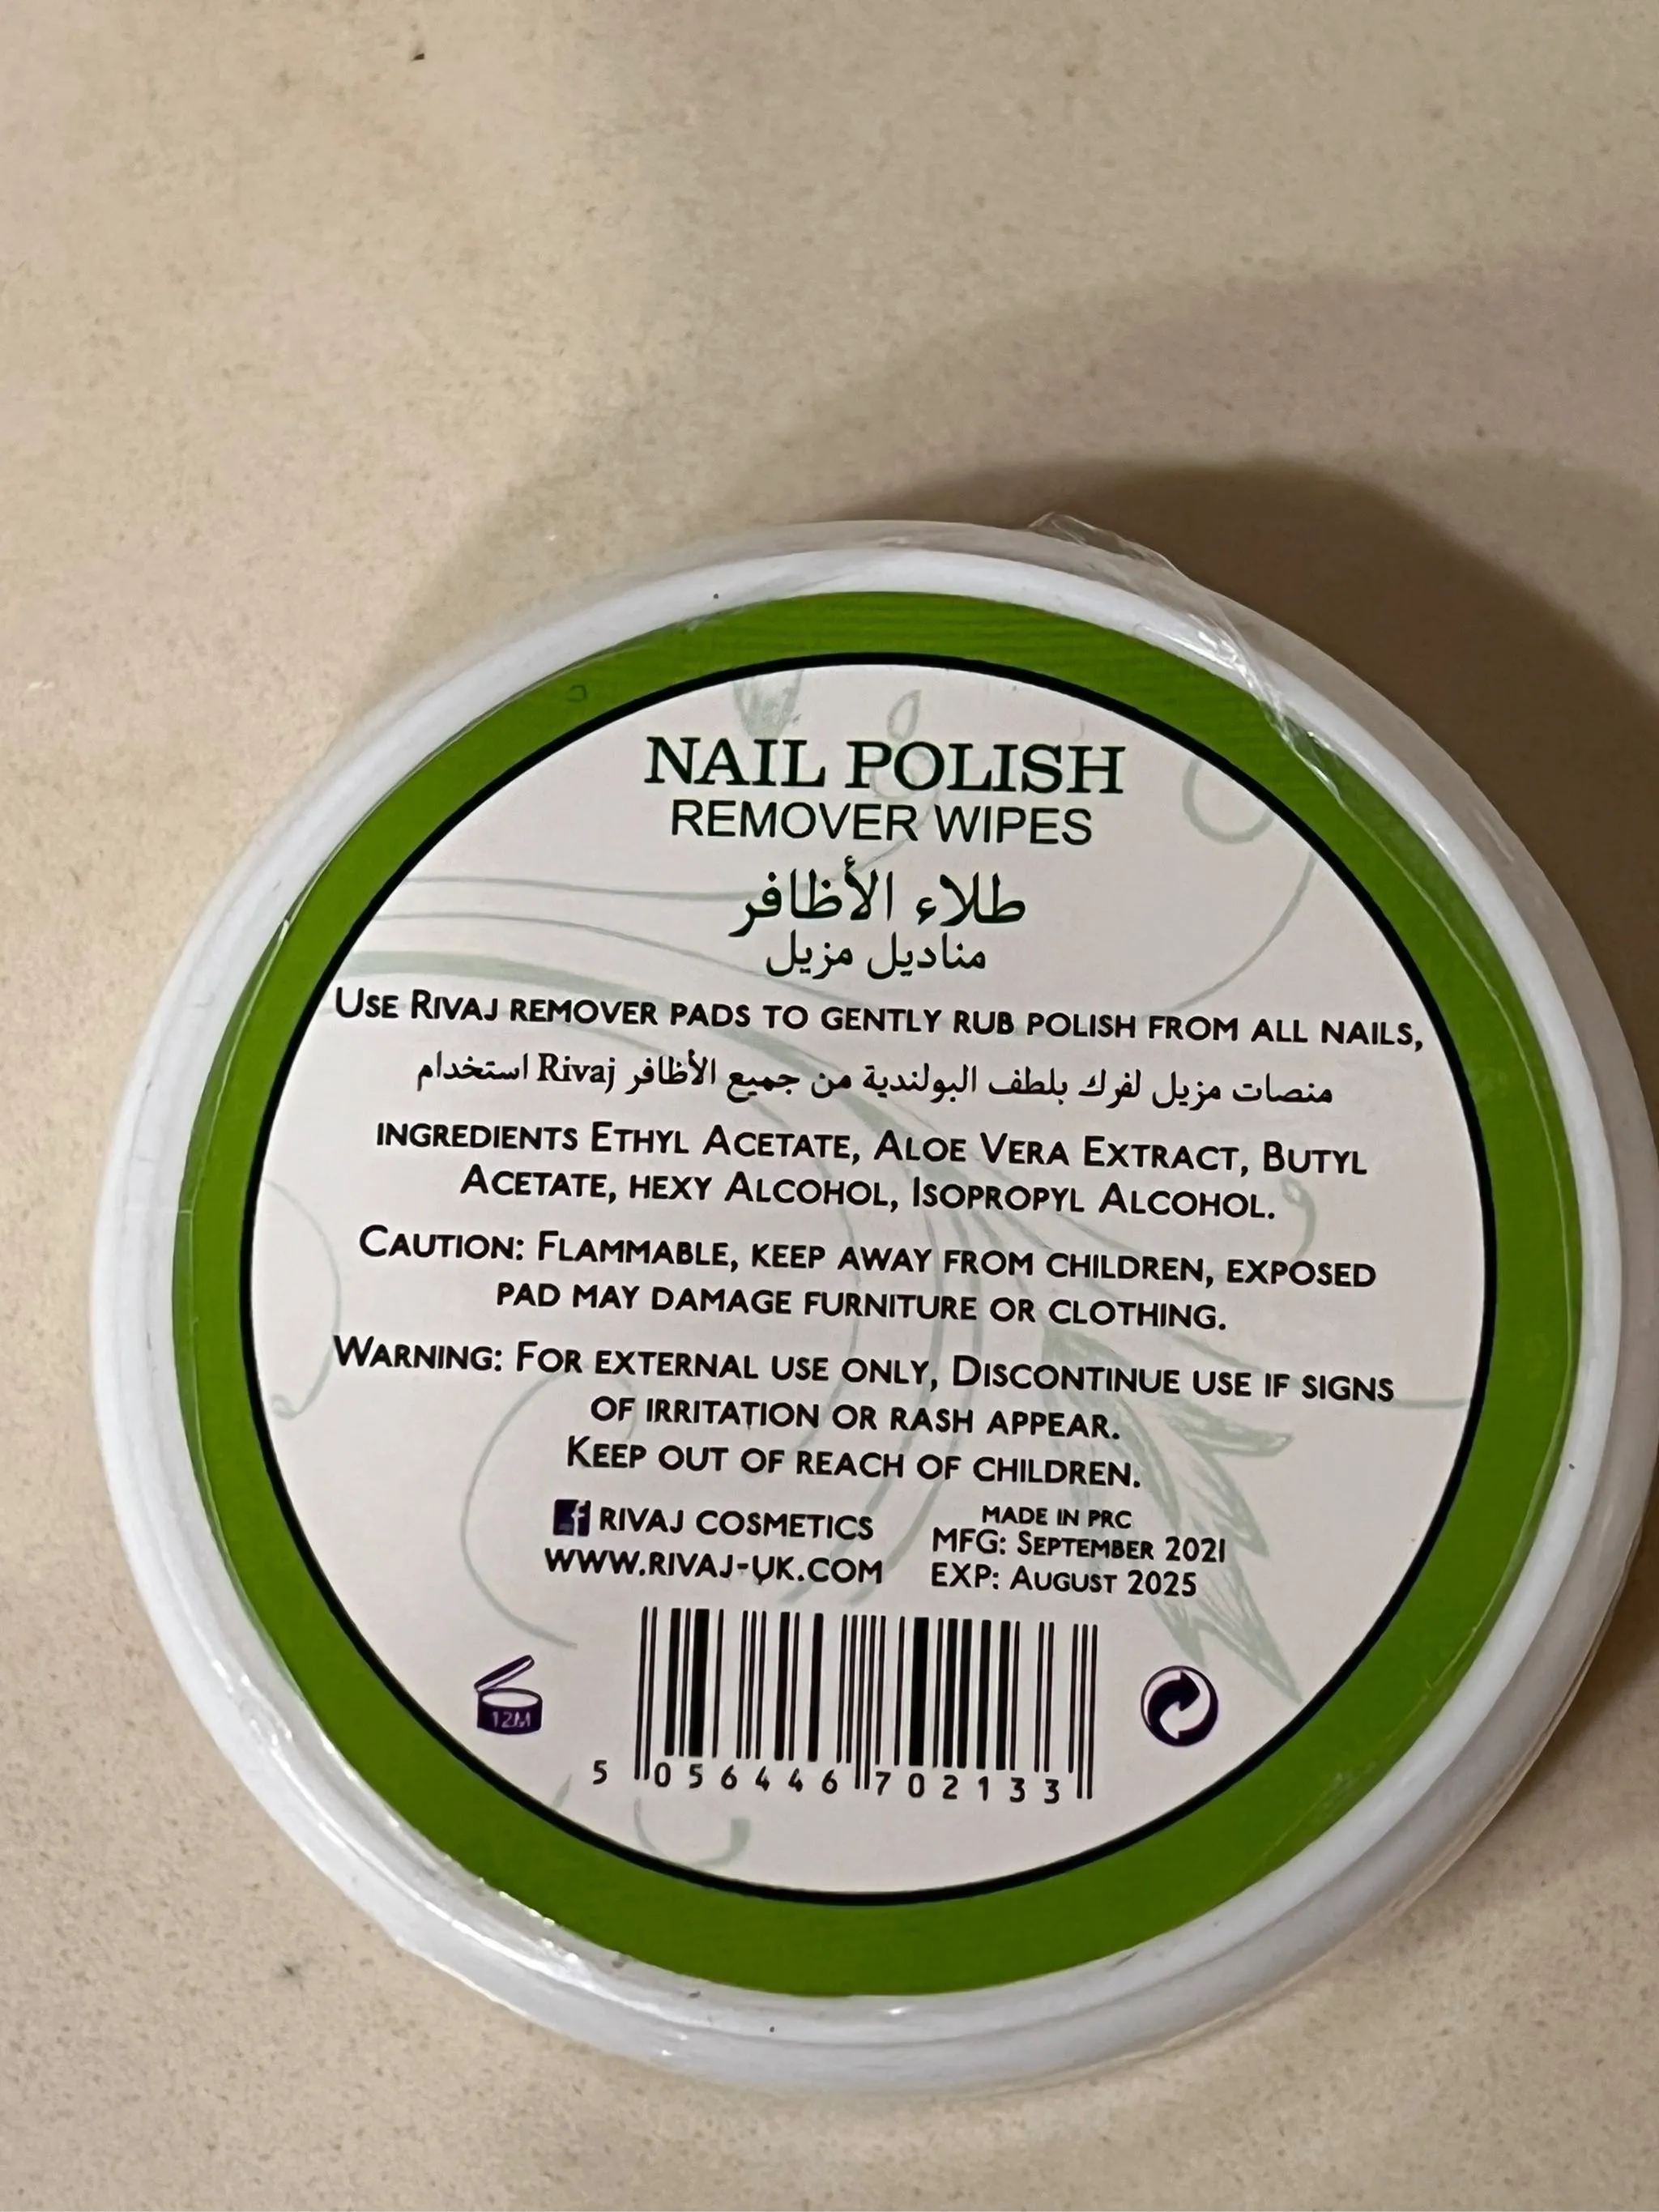 NAIL POLISH
REMOVER WIPES
طلاء الأظافر
مناديل مزيل
USE RIVAJ REMOVER PADS TO GENTLY RUB POLISH FROM ALL NAILS,
منصات مزيل لفرك بلطف البولندية من جميع الأظافر Rivaj استخدام
INGREDIENTS ETHYL ACETATE, ALOE VERA EXTRACT, BUTYL
ACETATE, HEXY ALCOHOL, ISOPROPYL ALCOHOL.
CAUTION: FLAMMABLE, KEEP AWAY FROM CHILDREN, EXPOSED
PAD MAY DAMAGE FURNITURE OR CLOTHING.
WARNING: FOR EXTERNAL USE ONLY, DISCONTINUE USE IF SIGNS
OF IRRITATION OR RASH APPEAR.
KEEP OUT OF REACH OF CHILDREN.
f RIVAJ COSMETICS
WWW.RIVAJ-UK.COM
MADE IN PRC
MFG: SEPTEMBER 2021
EXP: AUGUST 2025
12M
5 056446 702133